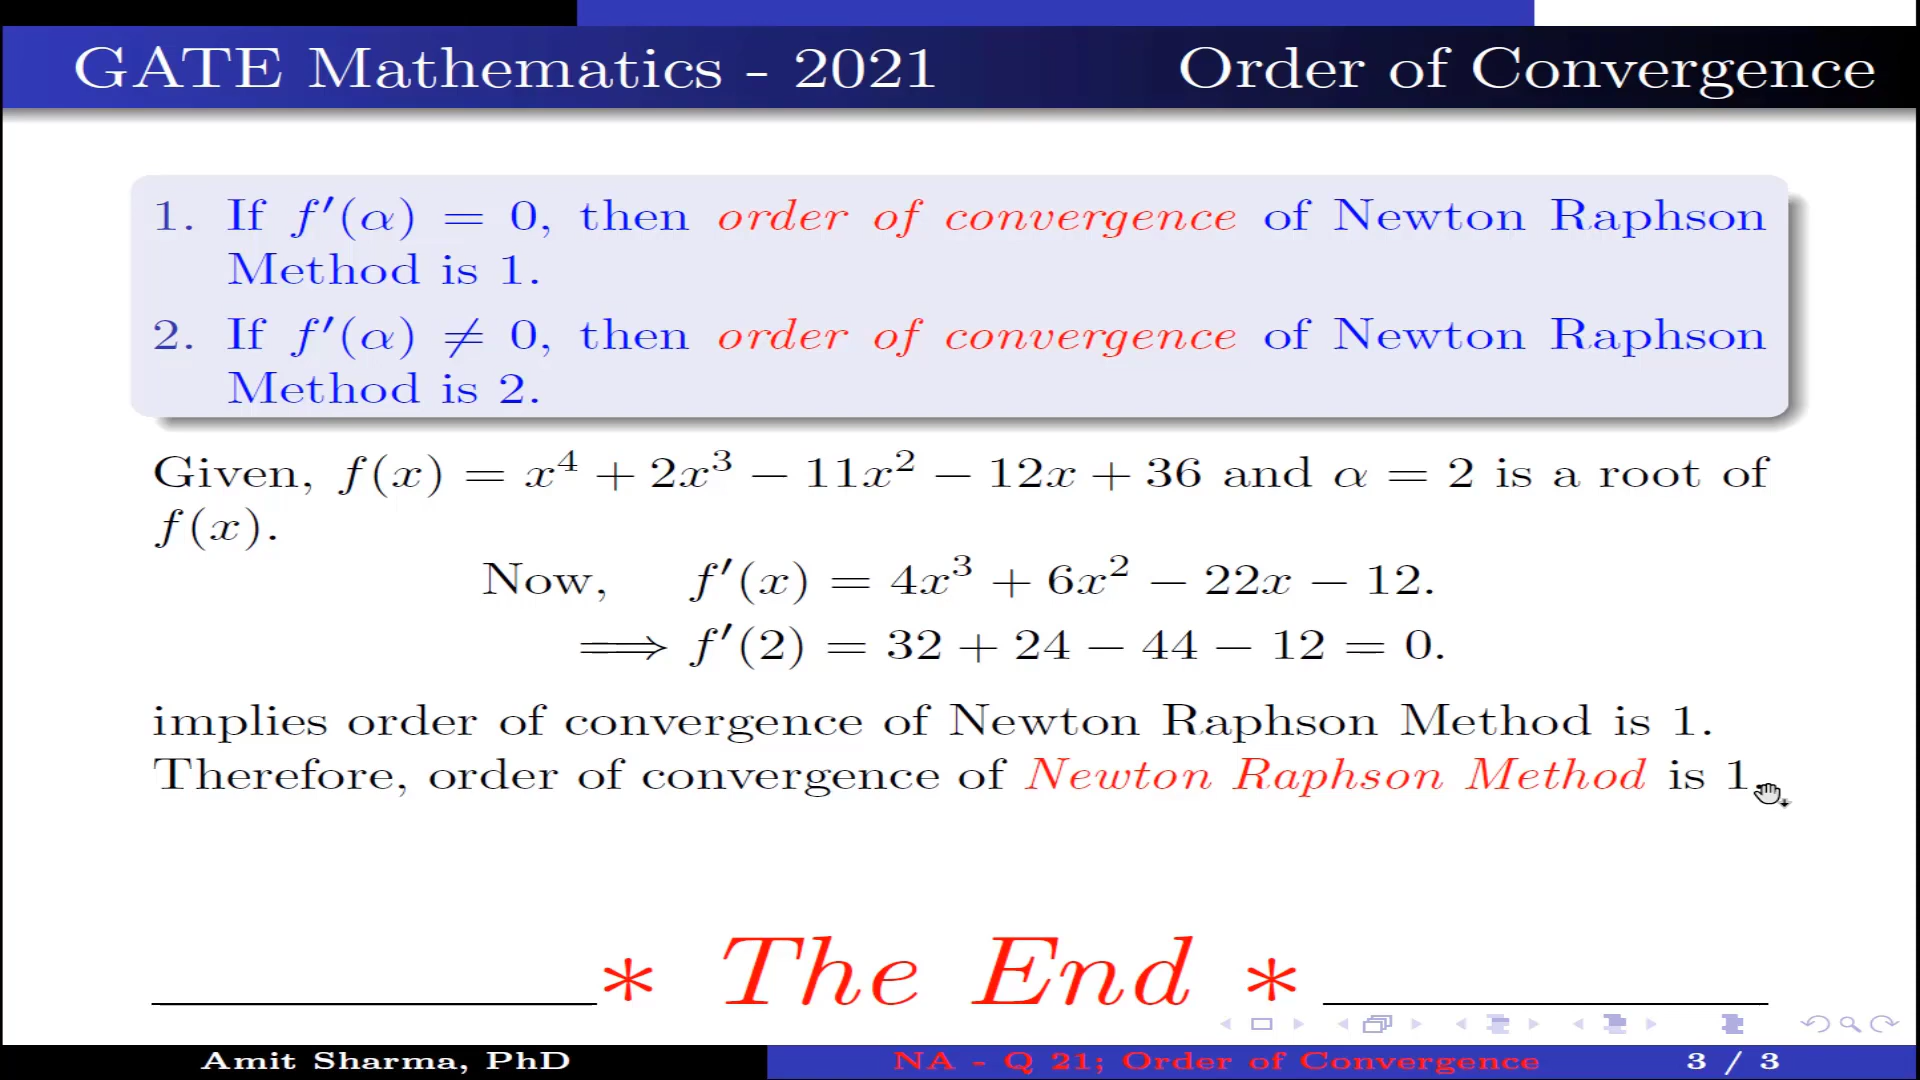 GATE Mathematics - 2021 Order of Convergence
1. If f′(α) = 0, then order of convergence of Newton Raphson
Method is 1.
2. If f′(α) ≠ 0, then order of convergence of Newton Raphson
Method is 2.
Given, f(x) = x⁴ + 2x³ − 11x² − 12x + 36 and α = 2 is a root of
f(x).
Now, f′(x) = 4x³ + 6x² − 22x − 12.
⟹ f′(2) = 32 + 24 − 44 − 12 = 0.
implies order of convergence of Newton Raphson Method is 1.
Therefore, order of convergence of Newton Raphson Method is 1
* The End *
Amit Sharma, PhD NA - Q 21; Order of Convergence 3 / 3